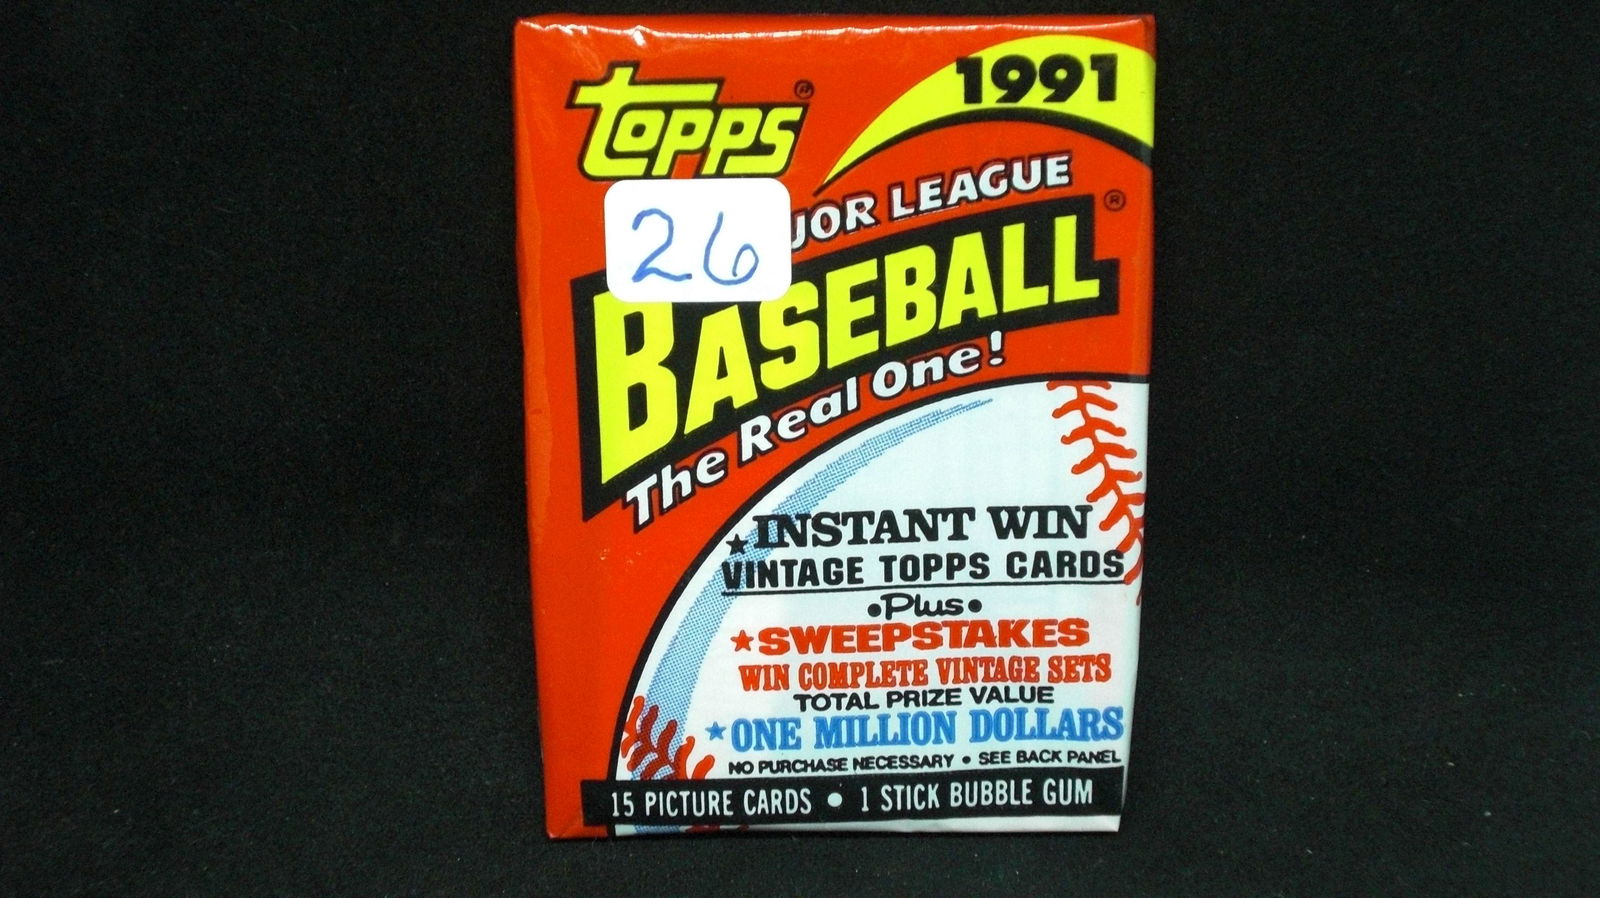 TOPPS ®
1991
JOR LEAGUE
26
BASEBALL ®
The Real One!
★INSTANT WIN
VINTAGE TOPPS CARDS
•Plus•
★SWEEPSTAKES
WIN COMPLETE VINTAGE SETS
TOTAL PRIZE VALUE
★ONE MILLION DOLLARS
NO PURCHASE NECESSARY • SEE BACK PANEL
15 PICTURE CARDS • 1 STICK BUBBLE GUM